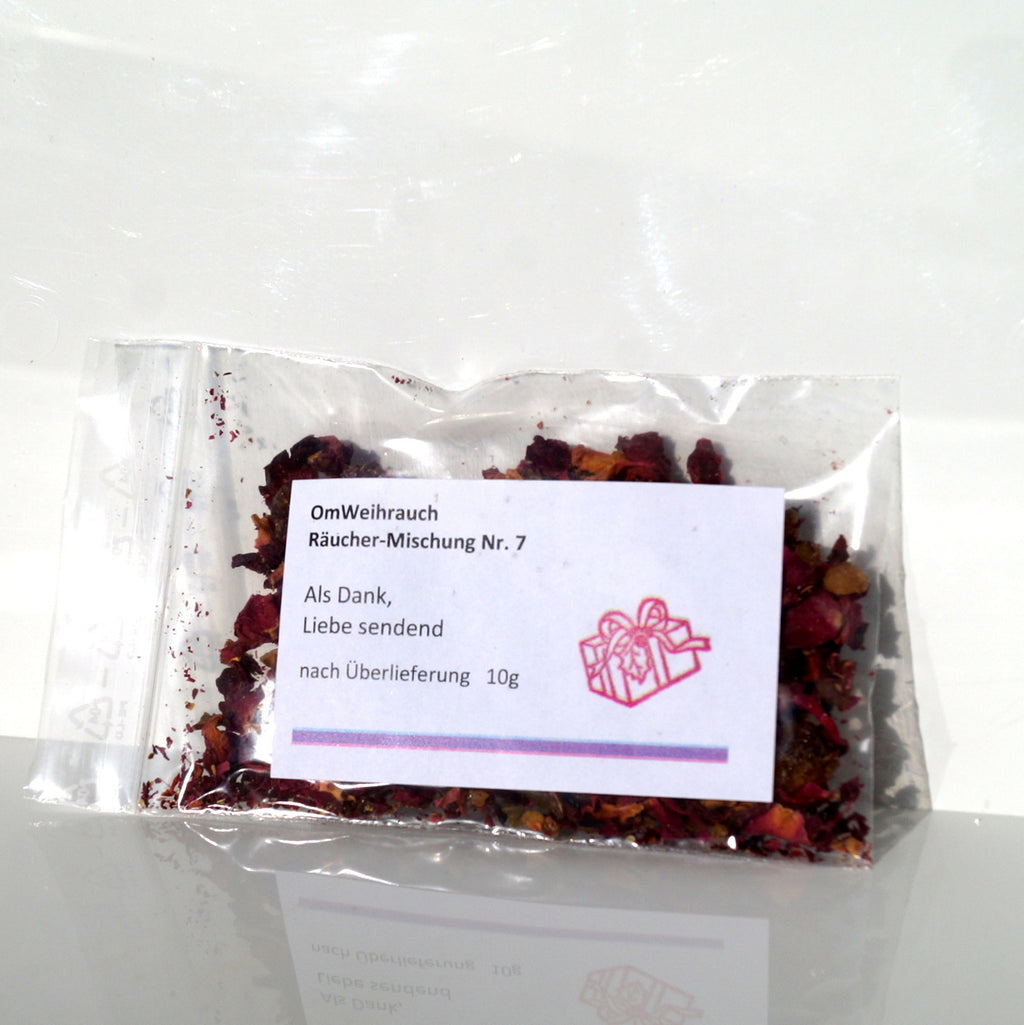 OmWeihrauch
Räucher-Mischung Nr. 7
Als Dank,
Liebe sendend
nach Überlieferung 10g